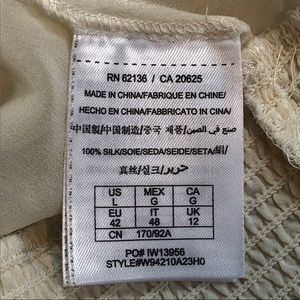 RN 62136 / CA 20625
MADE IN CHINA/FABRIQUE EN CHINE/
HECHO EN CHINA/FABBRICATO IN CINA/
中国製/中国制造/중국 제품/صنع في الصين
100% SILK/SOIE/SEDA/SEIDE/SETA/絹/
真丝/실크/حرير
US MEX CA
L G G
EU IT UK
42 48 12
CN 170/92A
PO# IW13956
STYLE#W94210A23H0